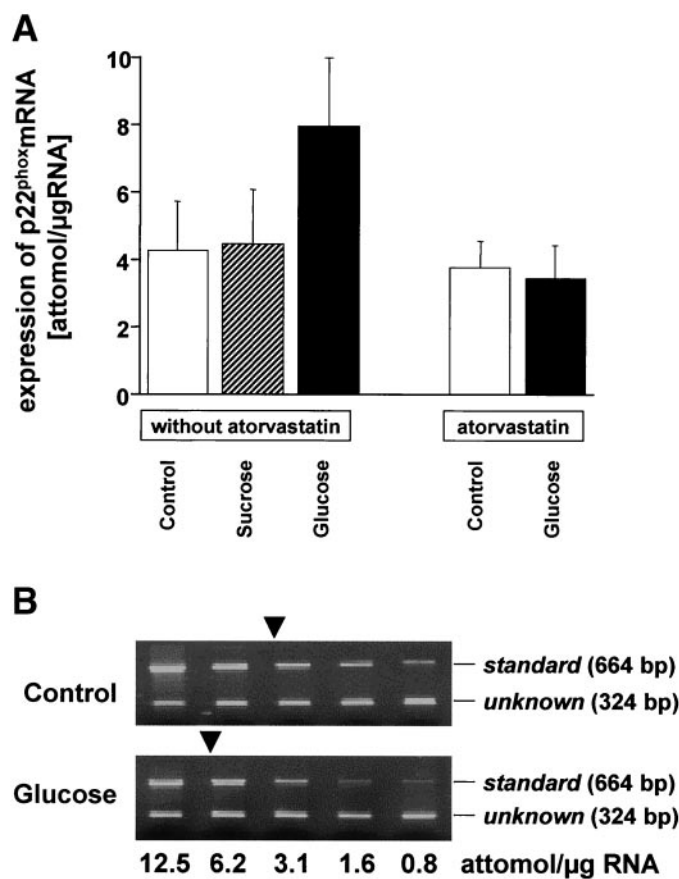 A
expression of p22phoxmRNA
[attomol/µgRNA]
10
8
6
4
2
0
without atorvastatin
atorvastatin
Control
Sucrose
Glucose
Control
Glucose
B
Control
standard (664 bp)
unknown (324 bp)
Glucose
standard (664 bp)
unknown (324 bp)
12.5 6.2 3.1 1.6 0.8 attomol/µg RNA